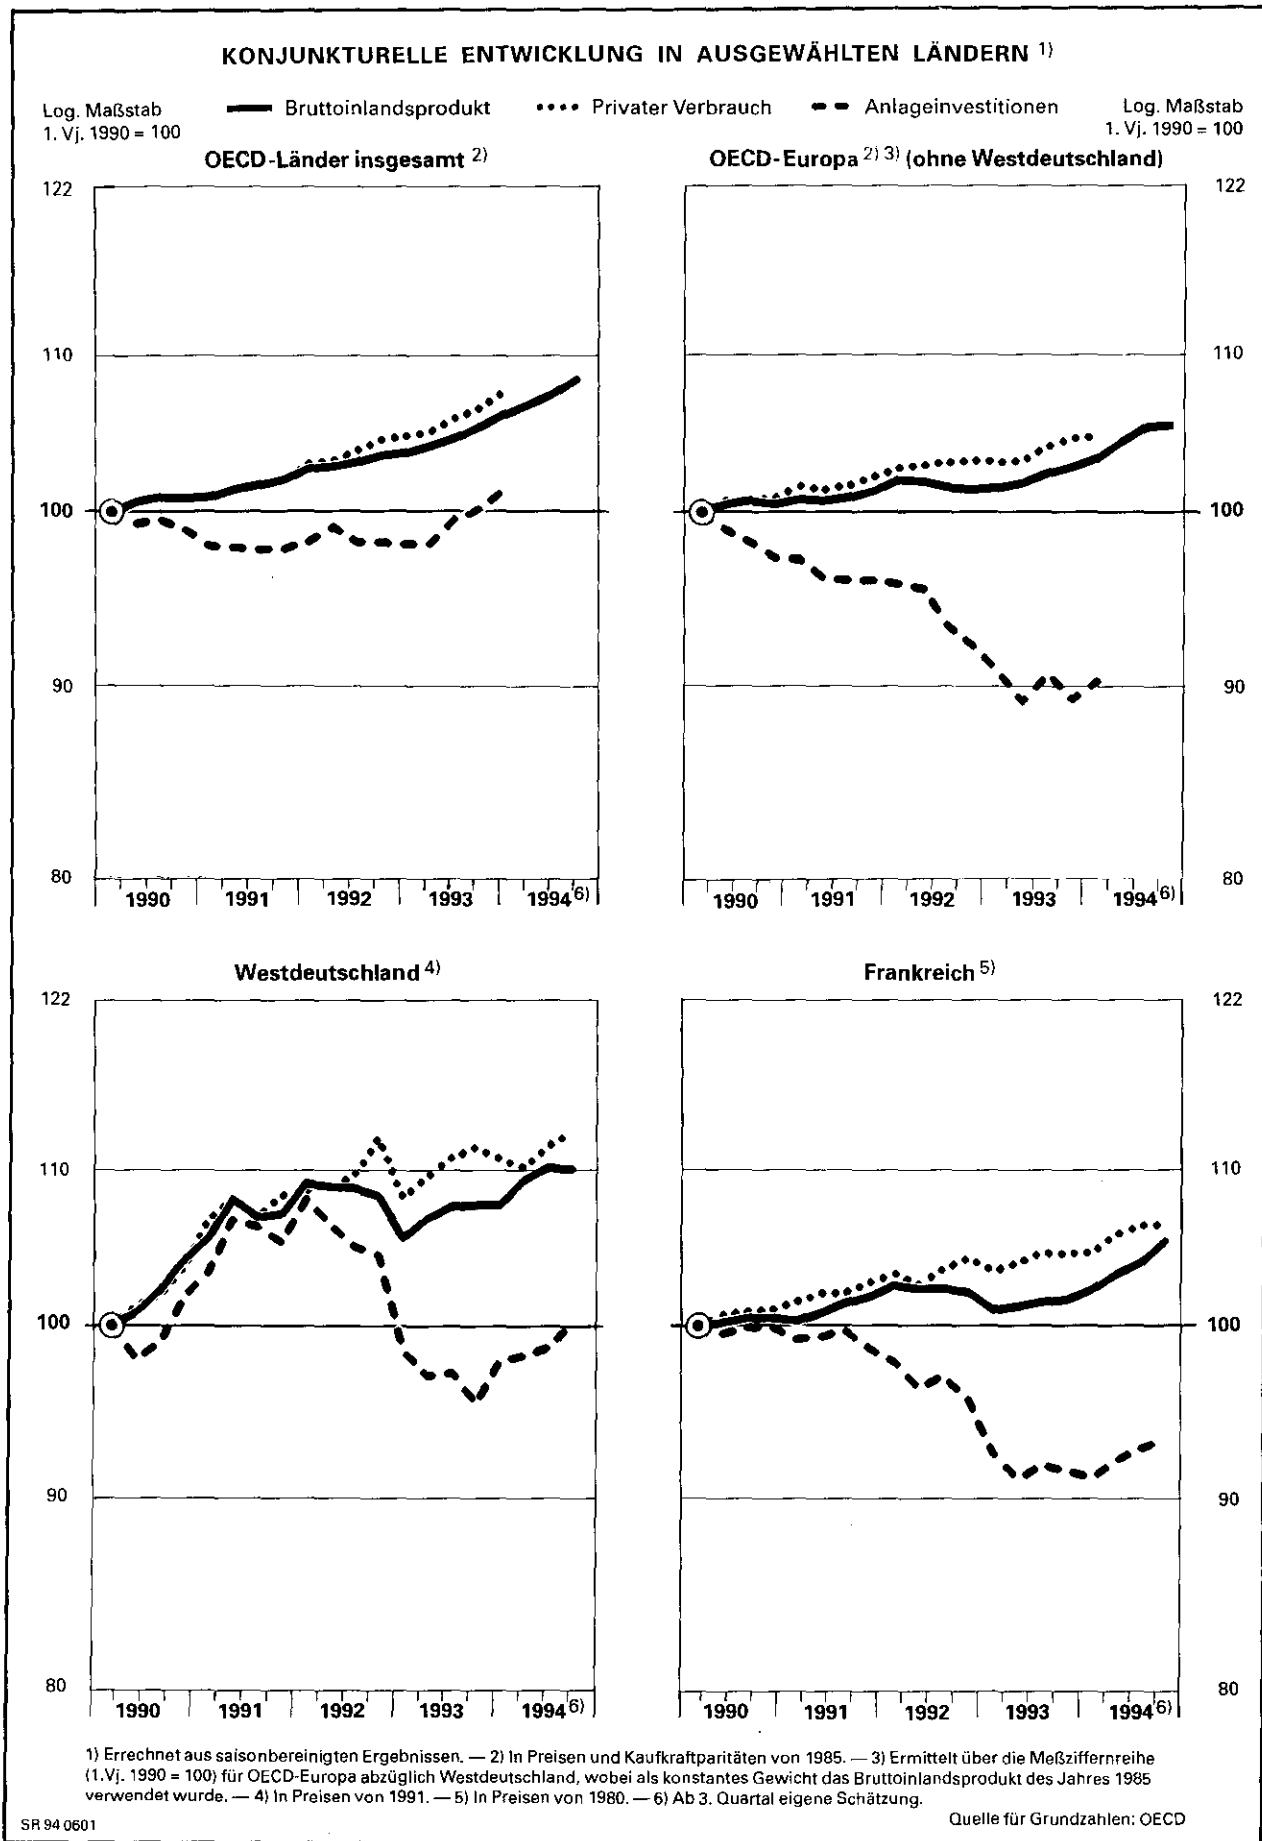 KONJUNKTURELLE ENTWICKLUNG IN AUSGEWÄHLTEN LÄNDERN 1)
Log. Maßstab
1. Vj. 1990 = 100
Bruttoinlandsprodukt
Privater Verbrauch
Anlageinvestitionen
Log. Maßstab
1. Vj. 1990 = 100
OECD-Länder insgesamt 2)
OECD-Europa 2) 3) (ohne Westdeutschland)
122
110
100
90
80
122
110
100
90
80
1990 1991 1992 1993 1994 6)
1990 1991 1992 1993 1994 6)
Westdeutschland 4)
Frankreich 5)
122
110
100
90
80
122
110
100
90
80
1990 1991 1992 1993 1994 6)
1990 1991 1992 1993 1994 6)
1) Errechnet aus saisonbereinigten Ergebnissen. — 2) In Preisen und Kaufkraftparitäten von 1985. — 3) Ermittelt über die Meßziffernreihe
(1.Vj. 1990 = 100) für OECD-Europa abzüglich Westdeutschland, wobei als konstantes Gewicht das Bruttoinlandsprodukt des Jahres 1985
verwendet wurde. — 4) In Preisen von 1991. — 5) In Preisen von 1980. — 6) Ab 3. Quartal eigene Schätzung.
SR 94 0601
Quelle für Grundzahlen: OECD